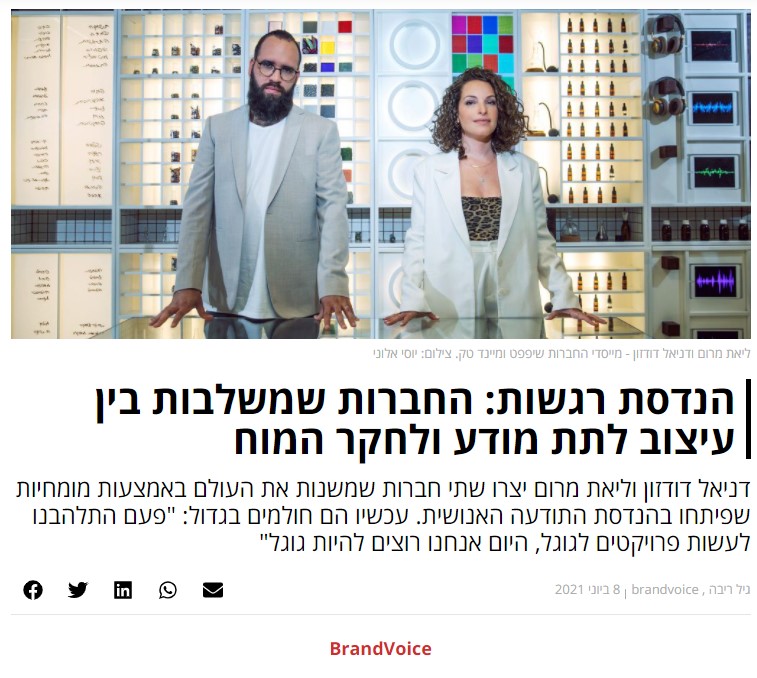 ליאת מרום ודניאל דודזון - מייסדי החברות שיפפט ומיינד טק. צילום: יוסי אלוני
הנדסת רגשות: החברות שמשלבות בין
עיצוב לתת מודע ולחקר המוח
דניאל דודזון וליאת מרום יצרו שתי חברות שמשנות את העולם באמצעות מומחיות
שפיתחו בהנדסת התודעה האנושית. עכשיו הם חולמים בגדול: "פעם התלהבנו
לעשות פרויקטים לגוגל, היום אנחנו רוצים להיות גוגל"
גיל ריבה , brandvoice | 8 ביוני 2021
BrandVoice